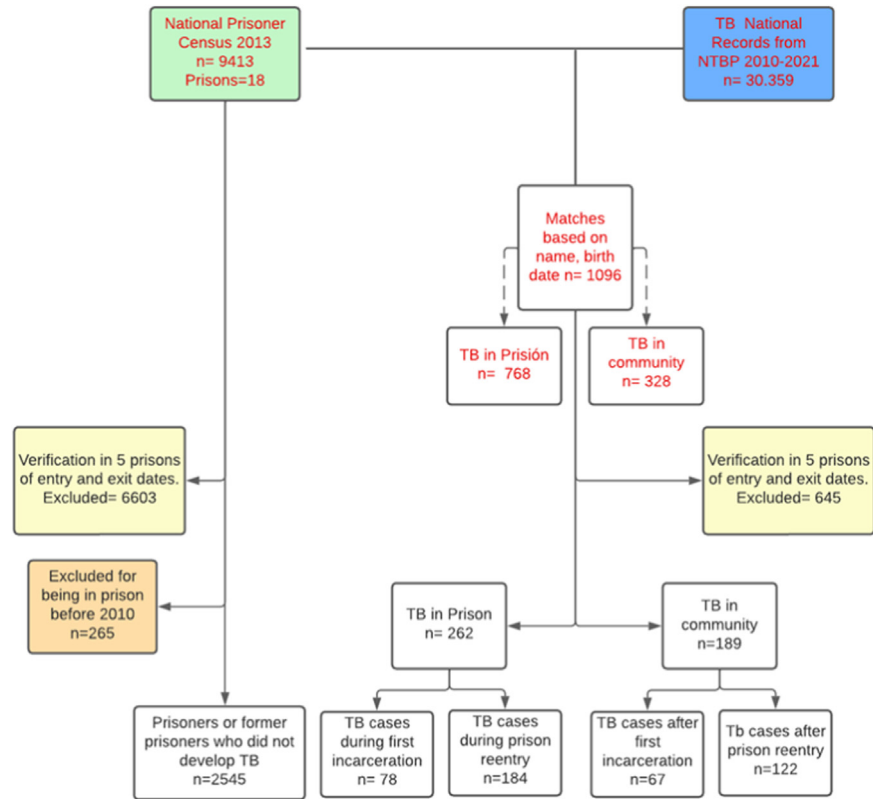 National Prisoner
Census 2013
n= 9413
Prisons=18
TB National
Records from
NTBP 2010-2021
n= 30.359
Matches
based on
name, birth
date n= 1096
TB in Prisión
n= 768
TB in
community
n= 328
Verification in 5 prisons
of entry and exit dates.
Excluded= 6603
Verification in 5 prisons
of entry and exit dates.
Excluded= 645
Excluded for
being in prison
before 2010
n=265
TB in Prison
n= 262
TB in
community
n=189
Prisoners or former
prisoners who did not
develop TB
n=2545
TB cases
during first
incarceration
n= 78
TB cases
during prison
reentry
n=184
TB cases after
first
incarceration
n=67
Tb cases after
prison reentry
n=122